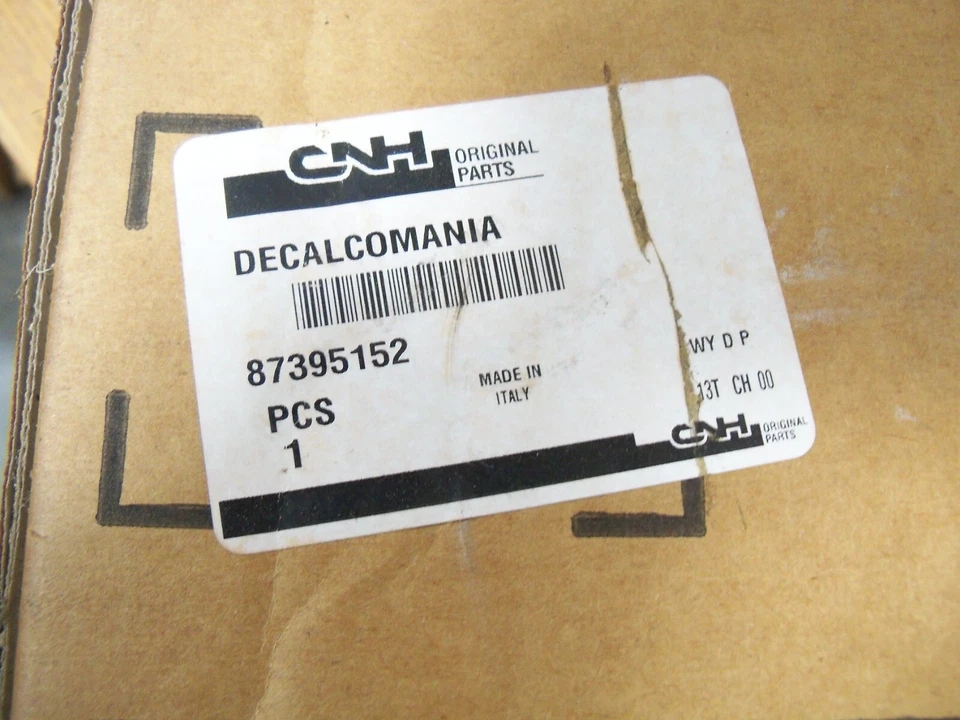 CNH ORIGINAL
PARTS
DECALCOMANIA
87395152
MADE IN
ITALY
PCS
1
WY D P
13T CH 00
CNH ORIGINAL
PARTS